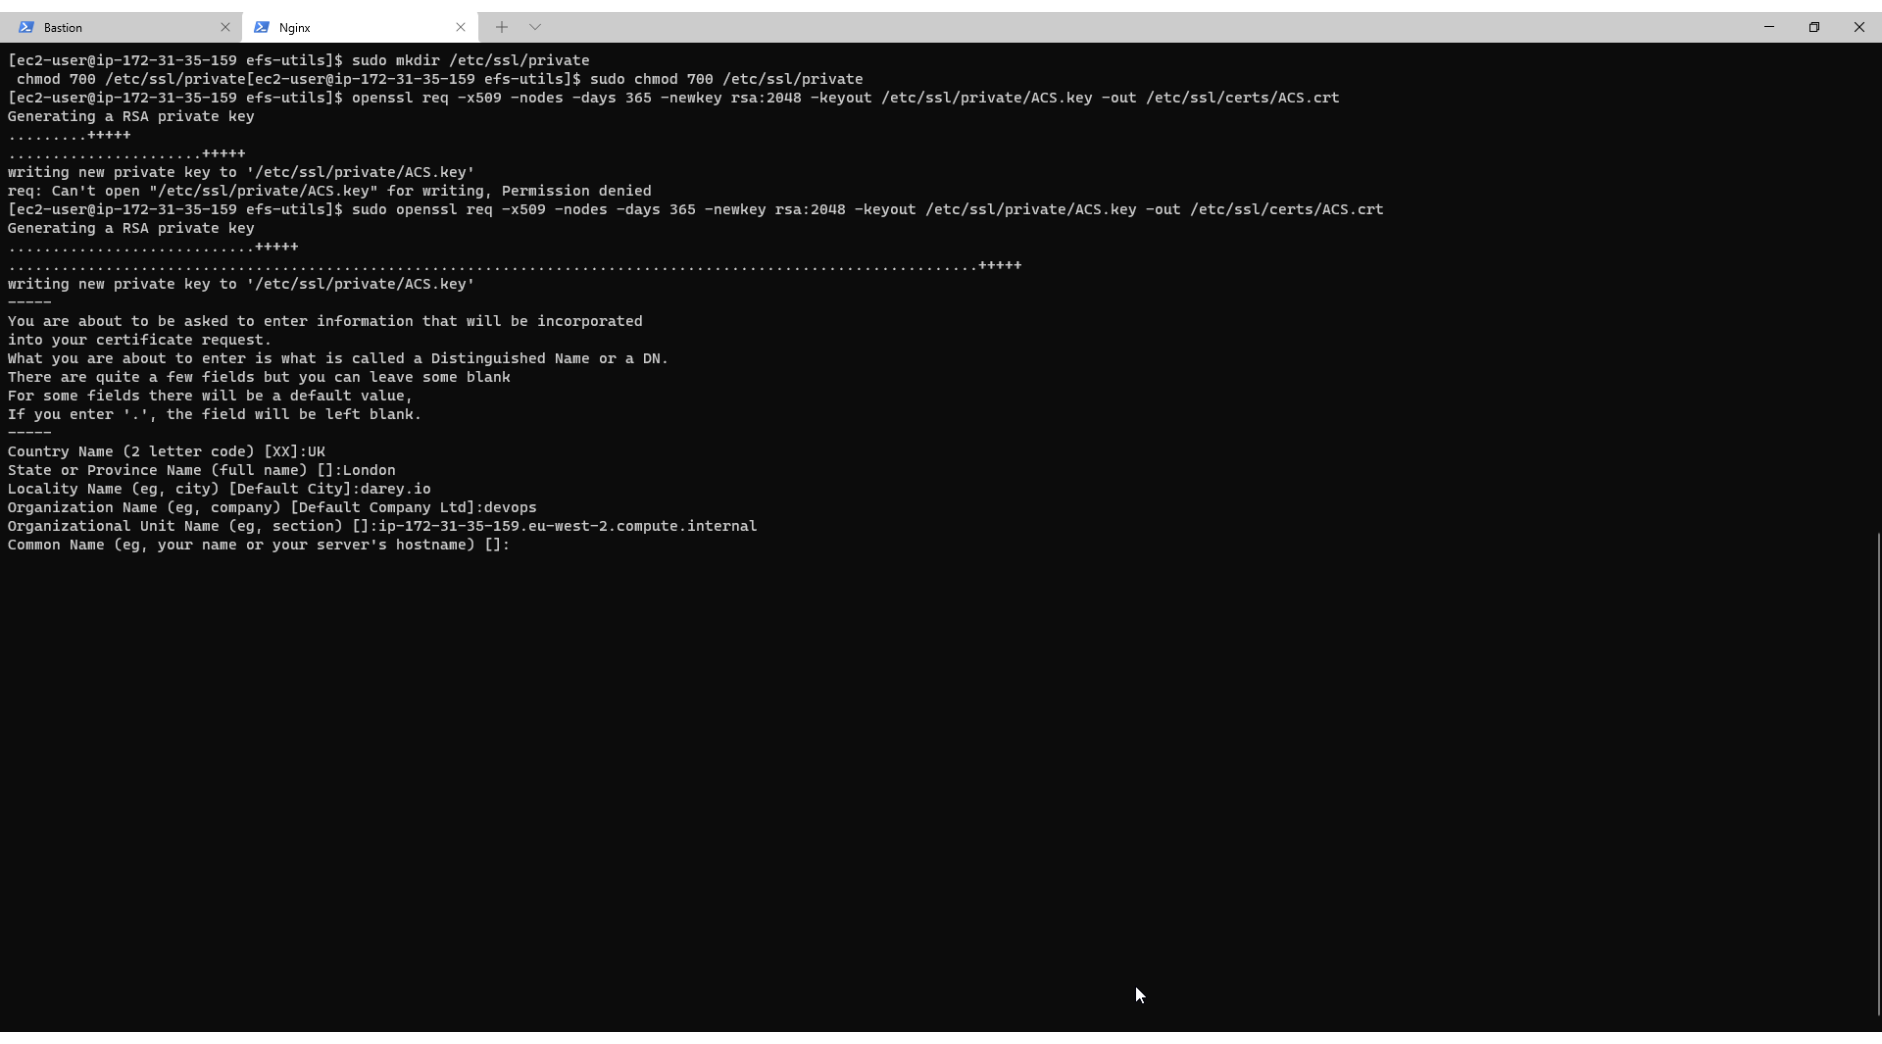 Bastion
Nginx
[ec2-user@ip-172-31-35-159 efs-utils]$ sudo mkdir /etc/ssl/private
 chmod 700 /etc/ssl/private[ec2-user@ip-172-31-35-159 efs-utils]$ sudo chmod 700 /etc/ssl/private
[ec2-user@ip-172-31-35-159 efs-utils]$ openssl req -x509 -nodes -days 365 -newkey rsa:2048 -keyout /etc/ssl/private/ACS.key -out /etc/ssl/certs/ACS.crt
Generating a RSA private key
.........+++++
......................+++++
writing new private key to '/etc/ssl/private/ACS.key'
req: Can't open "/etc/ssl/private/ACS.key" for writing, Permission denied
[ec2-user@ip-172-31-35-159 efs-utils]$ sudo openssl req -x509 -nodes -days 365 -newkey rsa:2048 -keyout /etc/ssl/private/ACS.key -out /etc/ssl/certs/ACS.crt
Generating a RSA private key
............................+++++
..............................................................................................................+++++
writing new private key to '/etc/ssl/private/ACS.key'
-----
You are about to be asked to enter information that will be incorporated
into your certificate request.
What you are about to enter is what is called a Distinguished Name or a DN.
There are quite a few fields but you can leave some blank
For some fields there will be a default value,
If you enter '.', the field will be left blank.
-----
Country Name (2 letter code) [XX]:UK
State or Province Name (full name) []:London
Locality Name (eg, city) [Default City]:darey.io
Organization Name (eg, company) [Default Company Ltd]:devops
Organizational Unit Name (eg, section) []:ip-172-31-35-159.eu-west-2.compute.internal
Common Name (eg, your name or your server's hostname) []: